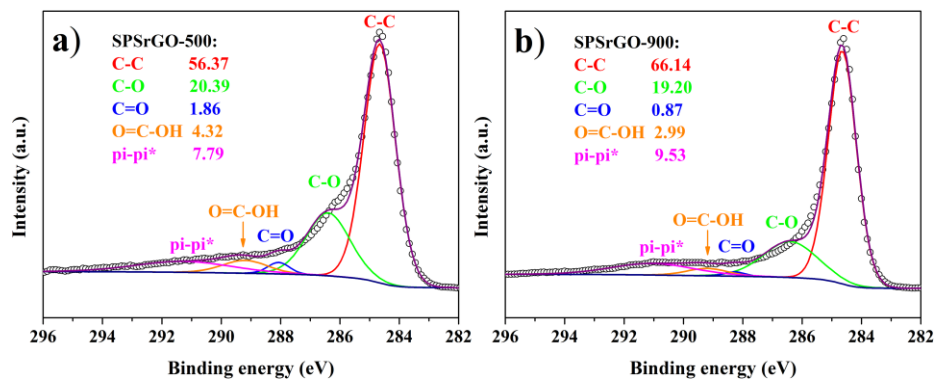 a)
SPSrGO-500:
C-C 56.37
C-O 20.39
C=O 1.86
O=C-OH 4.32
pi-pi* 7.79
C-C
C-O
O=C-OH
C=O
pi-pi*
Intensity (a.u.)
296 294 292 290 288 286 284 282
Binding energy (eV)
b)
SPSrGO-900:
C-C 66.14
C-O 19.20
C=O 0.87
O=C-OH 2.99
pi-pi* 9.53
C-C
O=C-OH
C-O
C=O
pi-pi*
Intensity (a.u.)
296 294 292 290 288 286 284 282
Binding energy (eV)